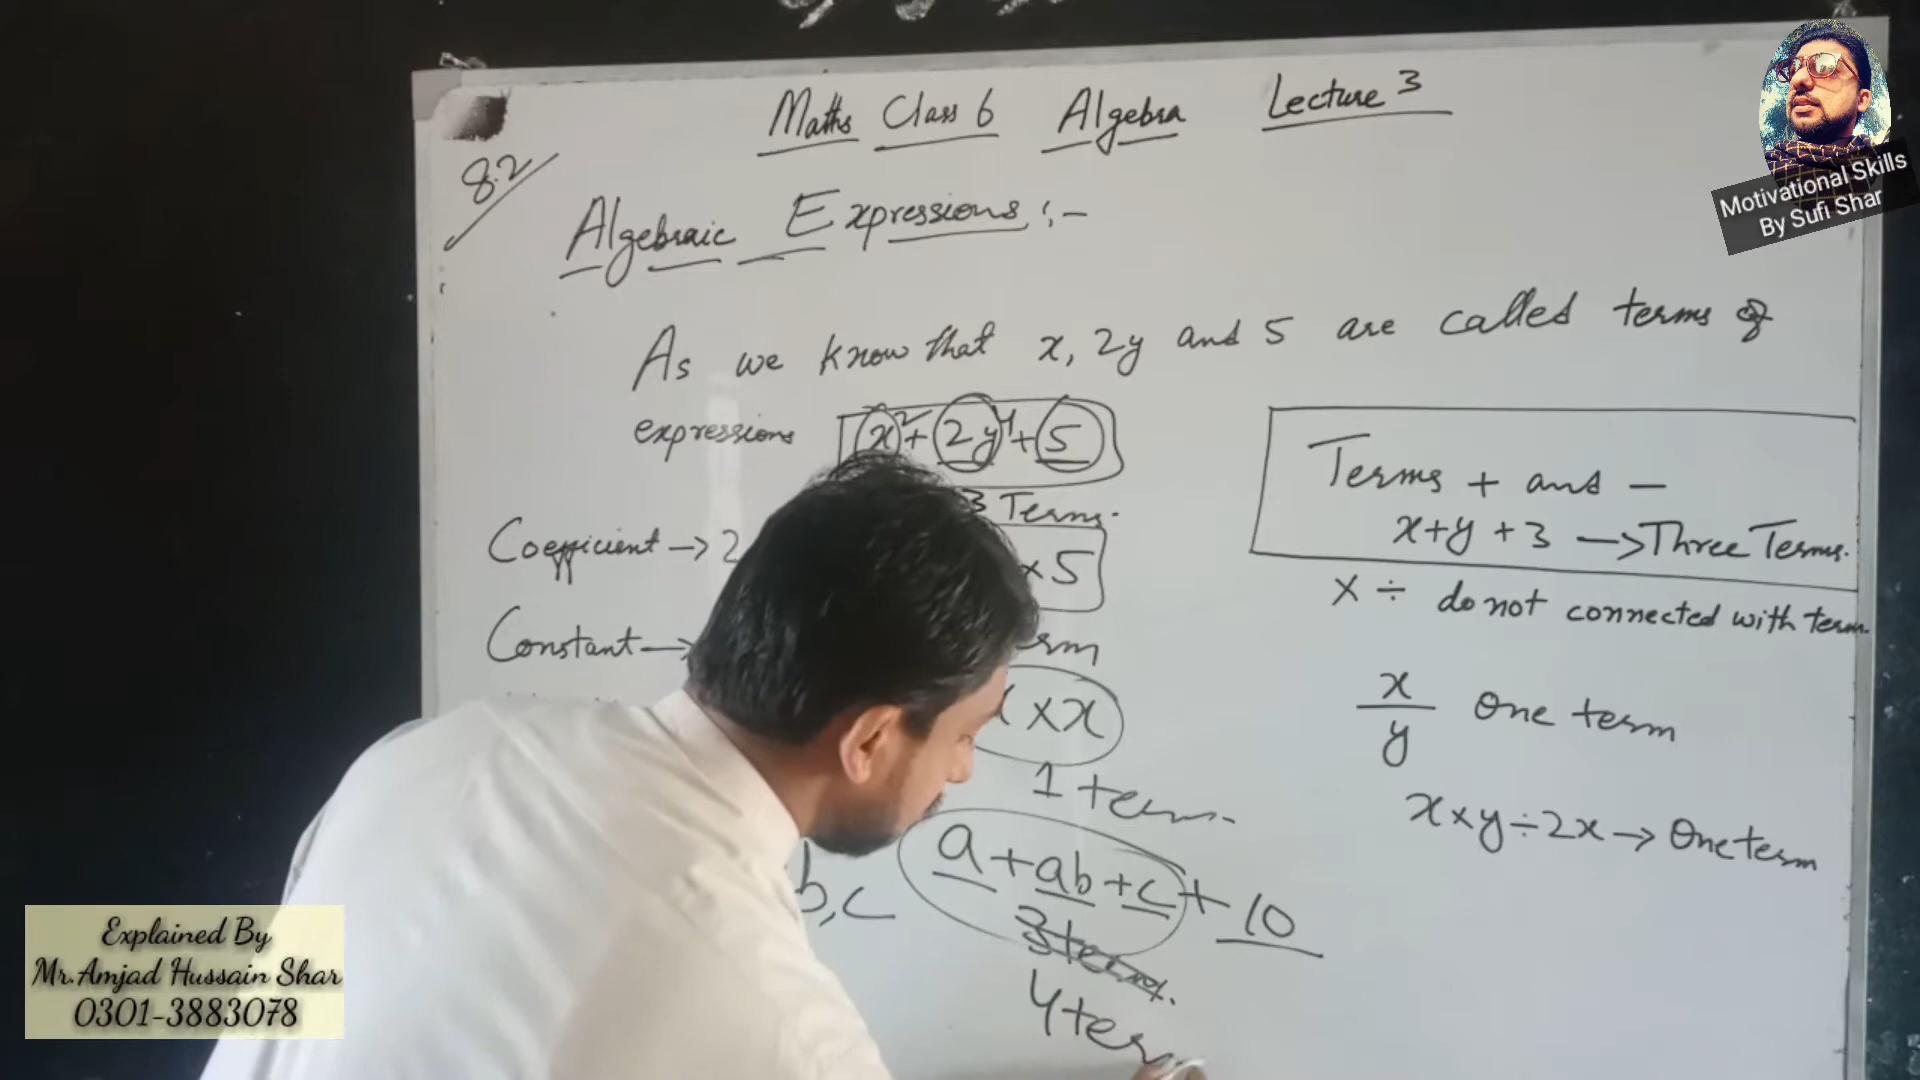 Maths Class 6 Algebra Lecture 3
8.2
Algebraic Expressions :-
As we know that x, 2y and 5 are called terms of
expressions x² + 2y⁴ + 5
3 Terms.
Coefficient → 2
× 5
Constant →
x × x
1 term
b, c
a + ab + c + 10
3 terms.
4 ter
Terms + and −
x + y + 3 → Three Terms.
× ÷ do not connected with term.
x/y One term
x × y ÷ 2x → One term
Motivational Skills
By Sufi Shar
Explained By
Mr.Amjad Hussain Shar
0301-3883078